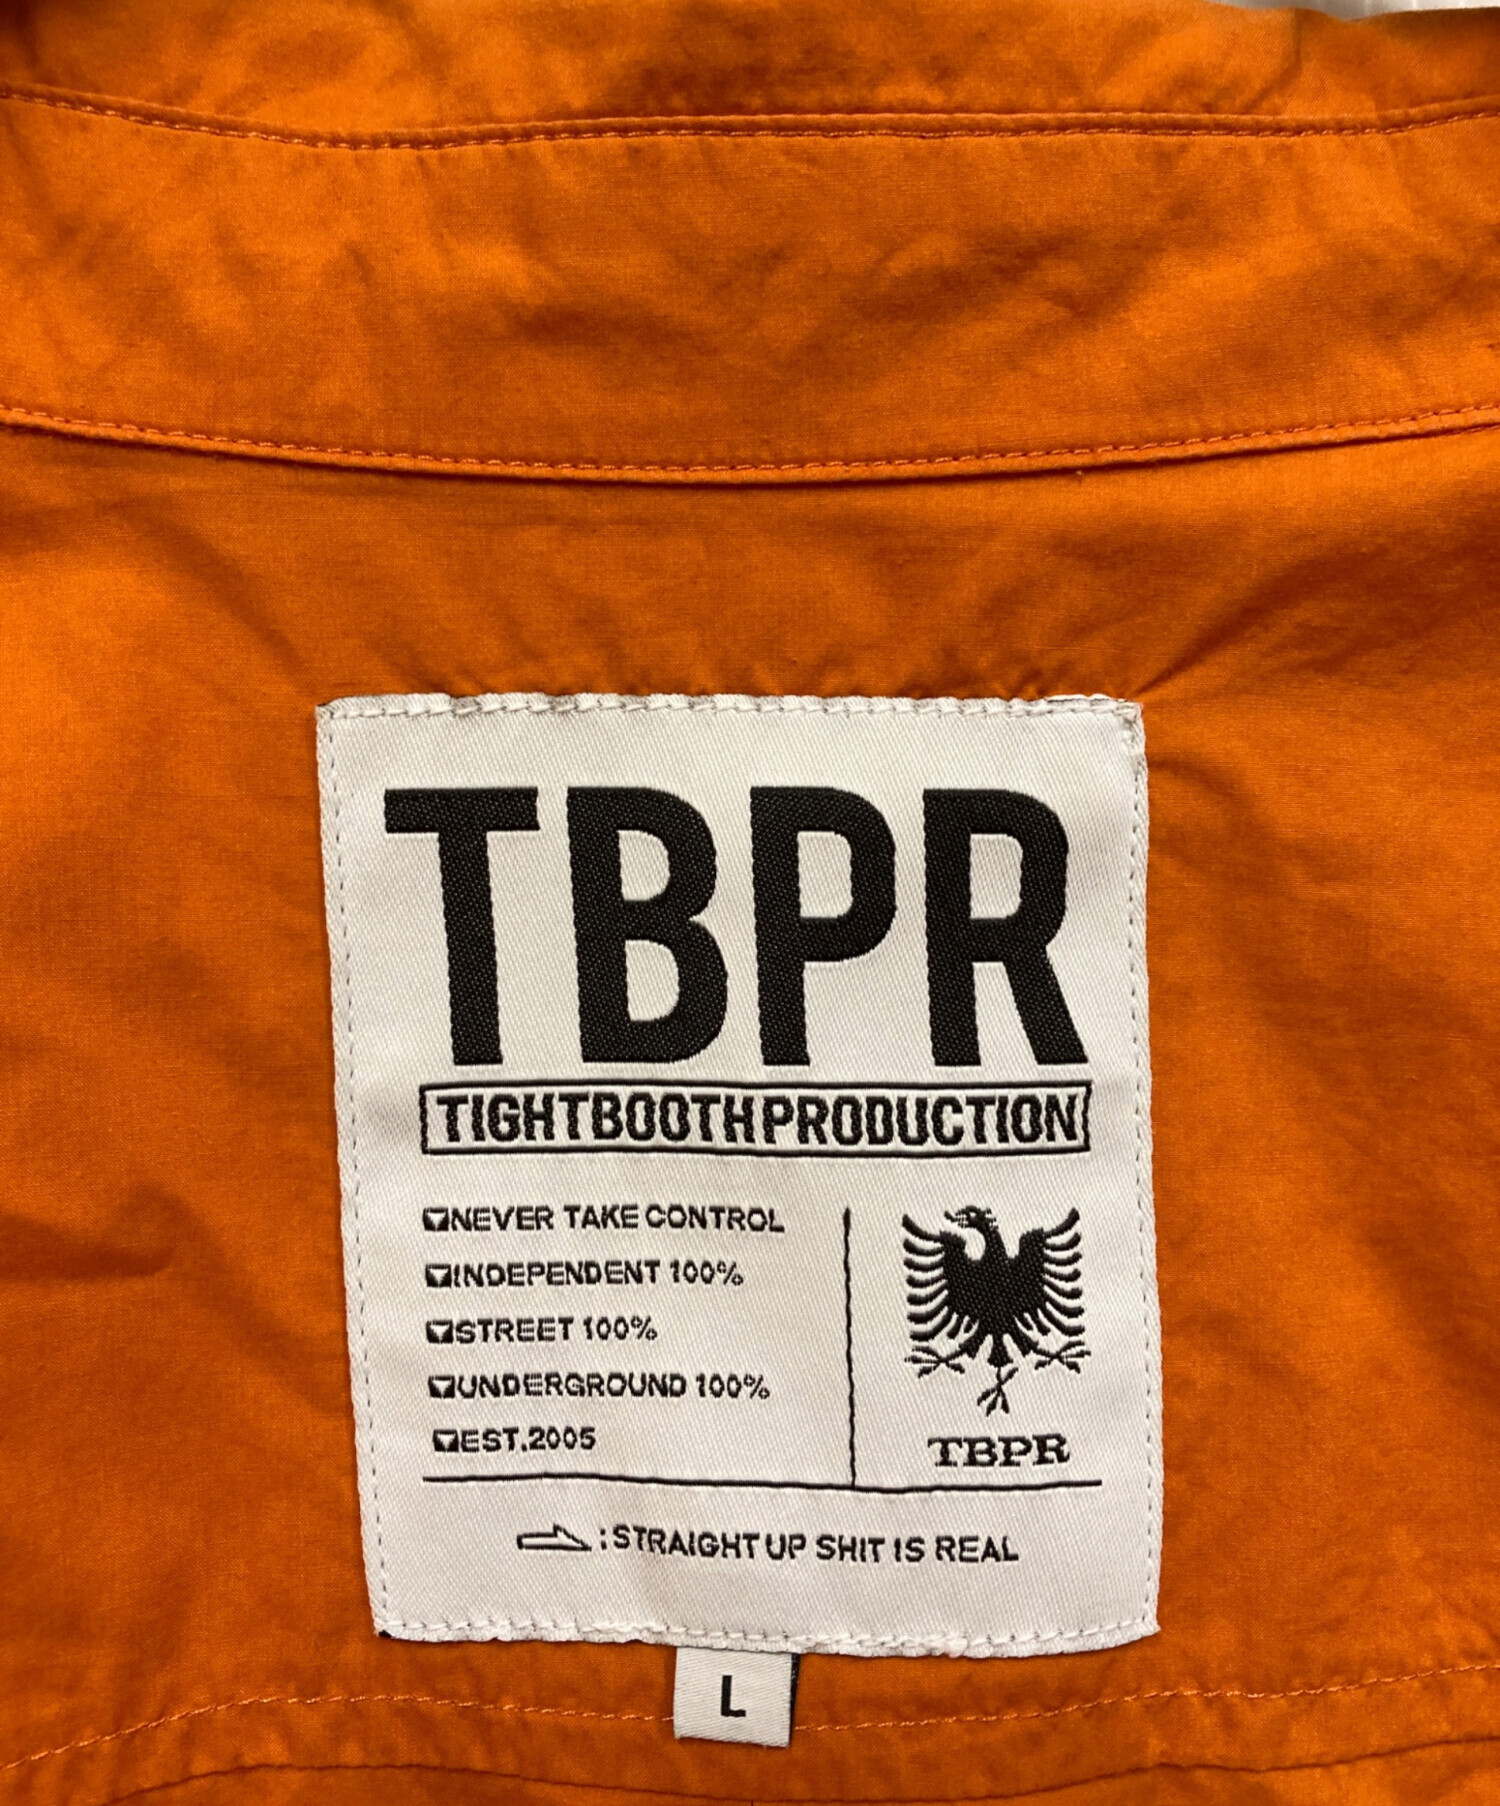 TBPR
TIGHTBOOTHPRODUCTION
NEVER TAKE CONTROL
INDEPENDENT 100%
STREET 100%
UNDERGROUND 100%
EST.2005
TBPR
:STRAIGHT UP SHIT IS REAL
L